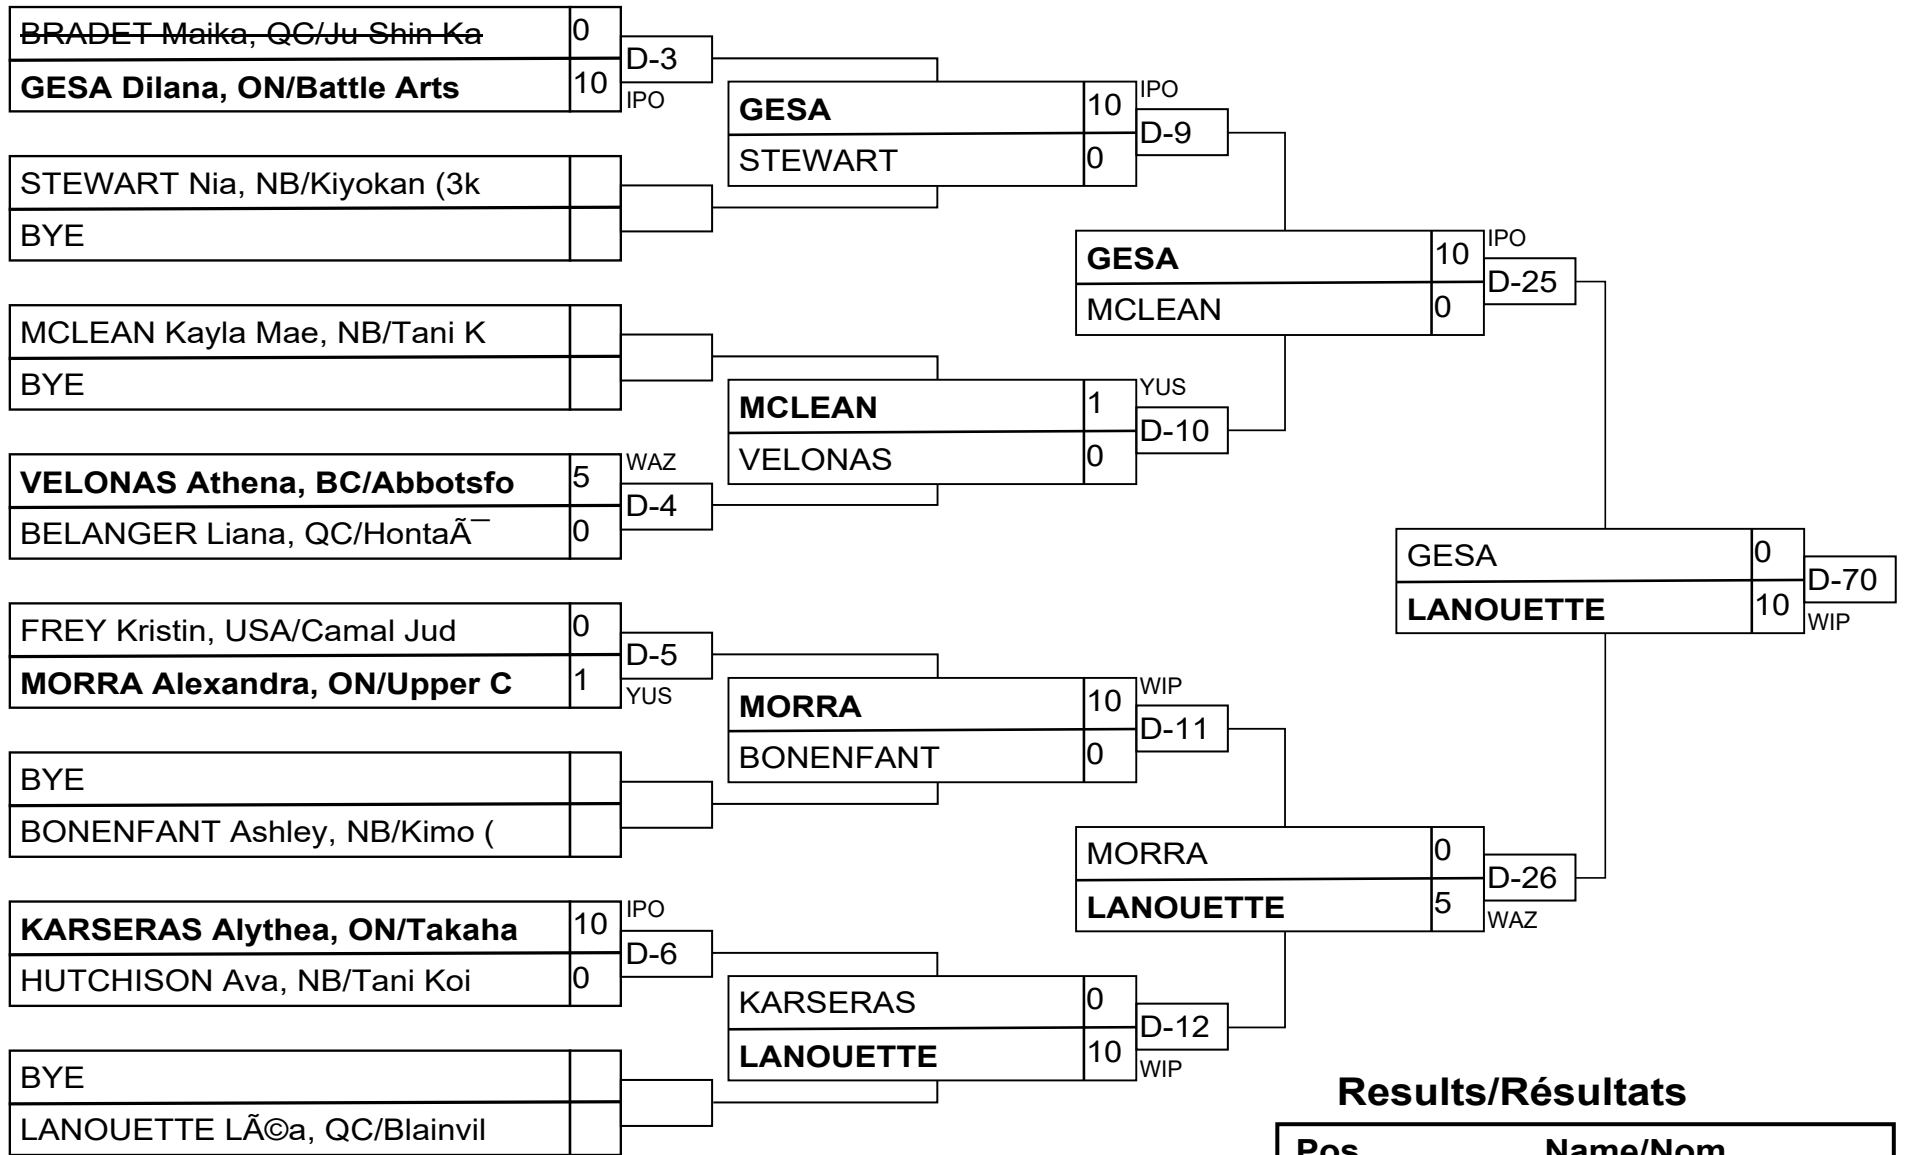 BRADET Maika, QC/Ju Shin Ka 0
D-3
GESA Dilana, ON/Battle Arts 10
IPO
STEWART Nia, NB/Kiyokan (3k
BYE
MCLEAN Kayla Mae, NB/Tani K
BYE
VELONAS Athena, BC/Abbotsfo 5
WAZ
D-4
BELANGER Liana, QC/HontaÃ¯ 0
FREY Kristin, USA/Camal Jud 0
D-5
MORRA Alexandra, ON/Upper C 1
YUS
BYE
BONENFANT Ashley, NB/Kimo (
KARSERAS Alythea, ON/Takaha 10
IPO
D-6
HUTCHISON Ava, NB/Tani Koi 0
BYE
LANOUETTE LÃ©a, QC/Blainvil
GESA 10
IPO
D-9
STEWART 0
MCLEAN 1
YUS
D-10
VELONAS 0
MORRA 10
WIP
D-11
BONENFANT 0
KARSERAS 0
D-12
LANOUETTE 10
WIP
GESA 10
IPO
D-25
MCLEAN 0
MORRA 0
D-26
LANOUETTE 5
WAZ
GESA 0
D-70
LANOUETTE 10
WIP
Results/Résultats
Pos Name/Nom